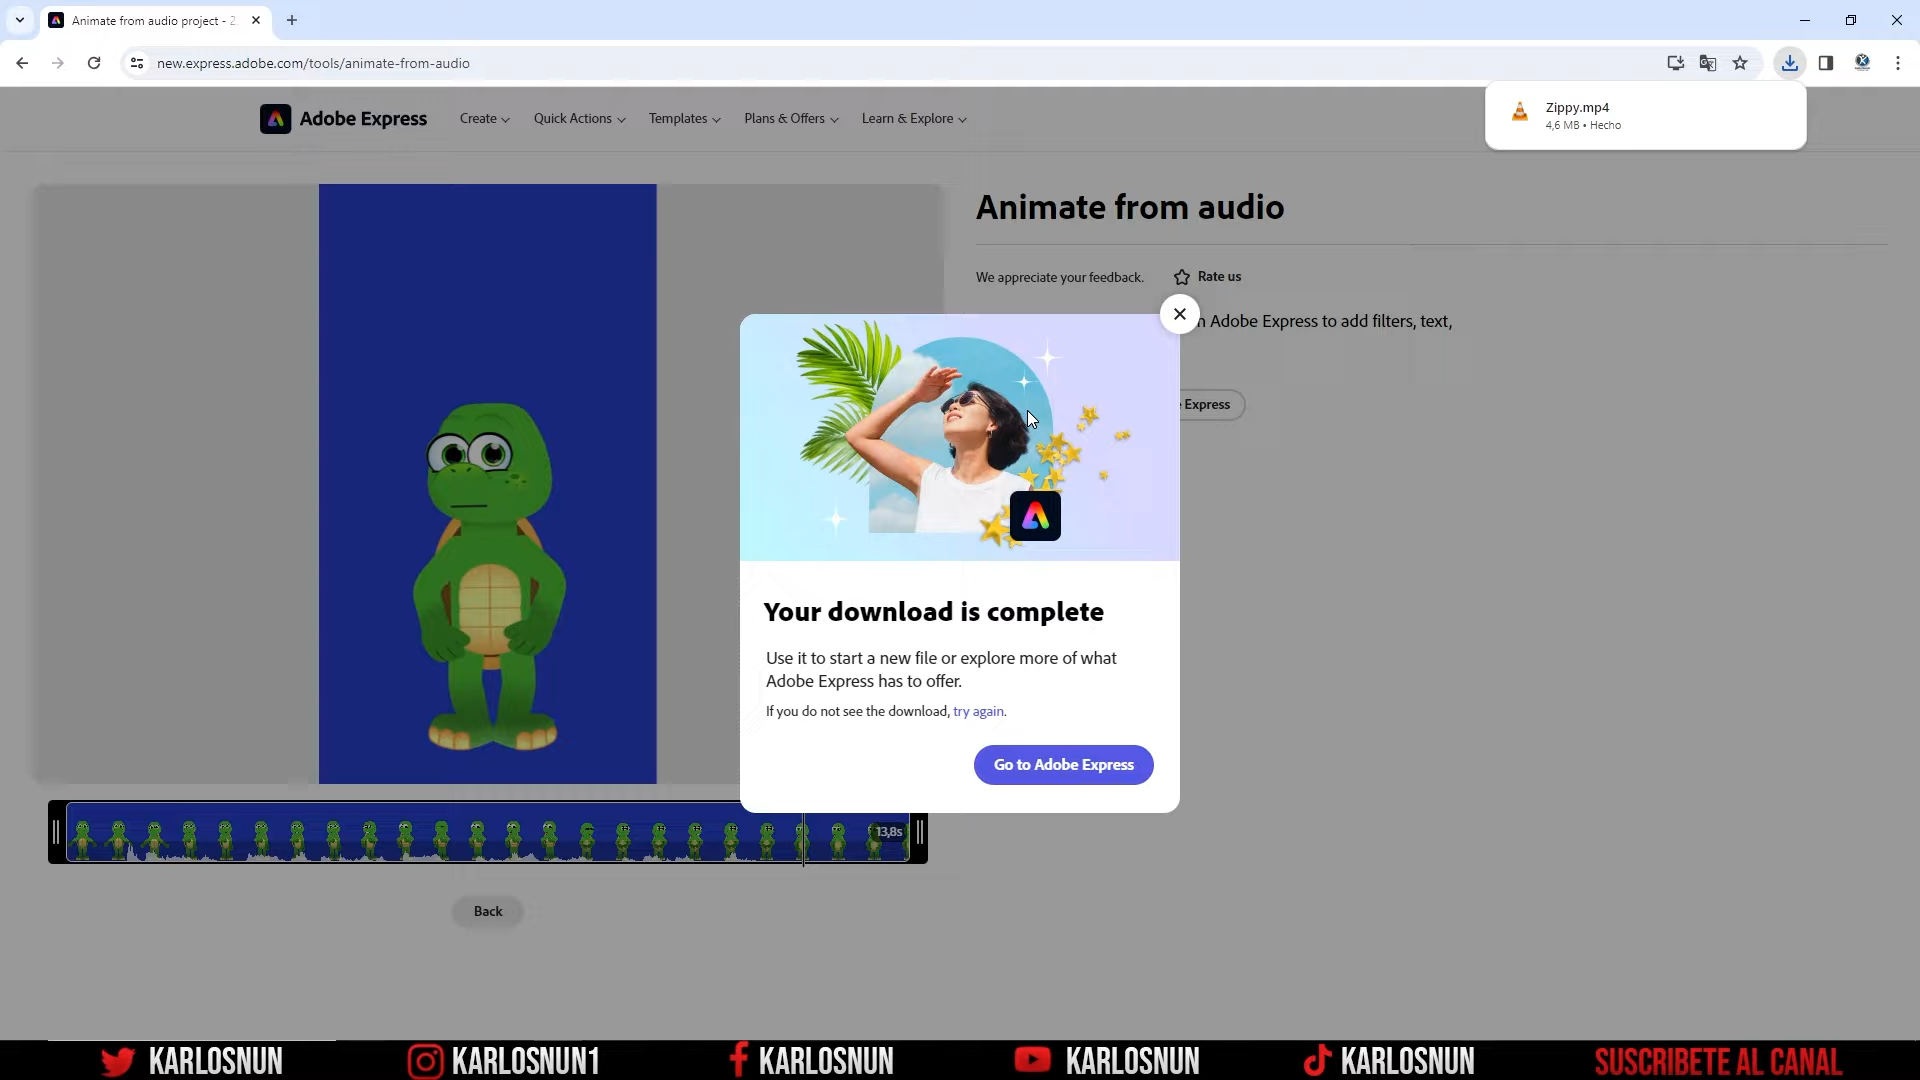 Animate from audio project - 2
new.express.adobe.com/tools/animate-from-audio
Zippy.mp4
4,6 MB • Hecho
Adobe Express
Create
Quick Actions
Templates
Plans & Offers
Learn & Explore
Animate from audio
We appreciate your feedback.
Rate us
Adobe Express to add filters, text,
Express
Your download is complete
Use it to start a new file or explore more of what
Adobe Express has to offer.
If you do not see the download, try again.
Go to Adobe Express
13,8s
Back
KARLOSNUN
KARLOSNUN1
KARLOSNUN
KARLOSNUN
KARLOSNUN
SUSCRIBETE AL CANAL